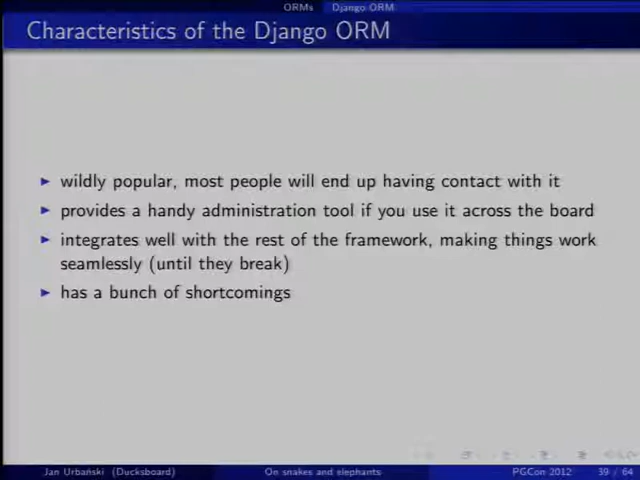 ORMs Django ORM
Characteristics of the Django ORM
wildly popular, most people will end up having contact with it
provides a handy administration tool if you use it across the board
integrates well with the rest of the framework, making things work
seamlessly (until they break)
has a bunch of shortcomings
Jan Urbański (Ducksboard) On snakes and elephants PGCon 2012 39 / 64